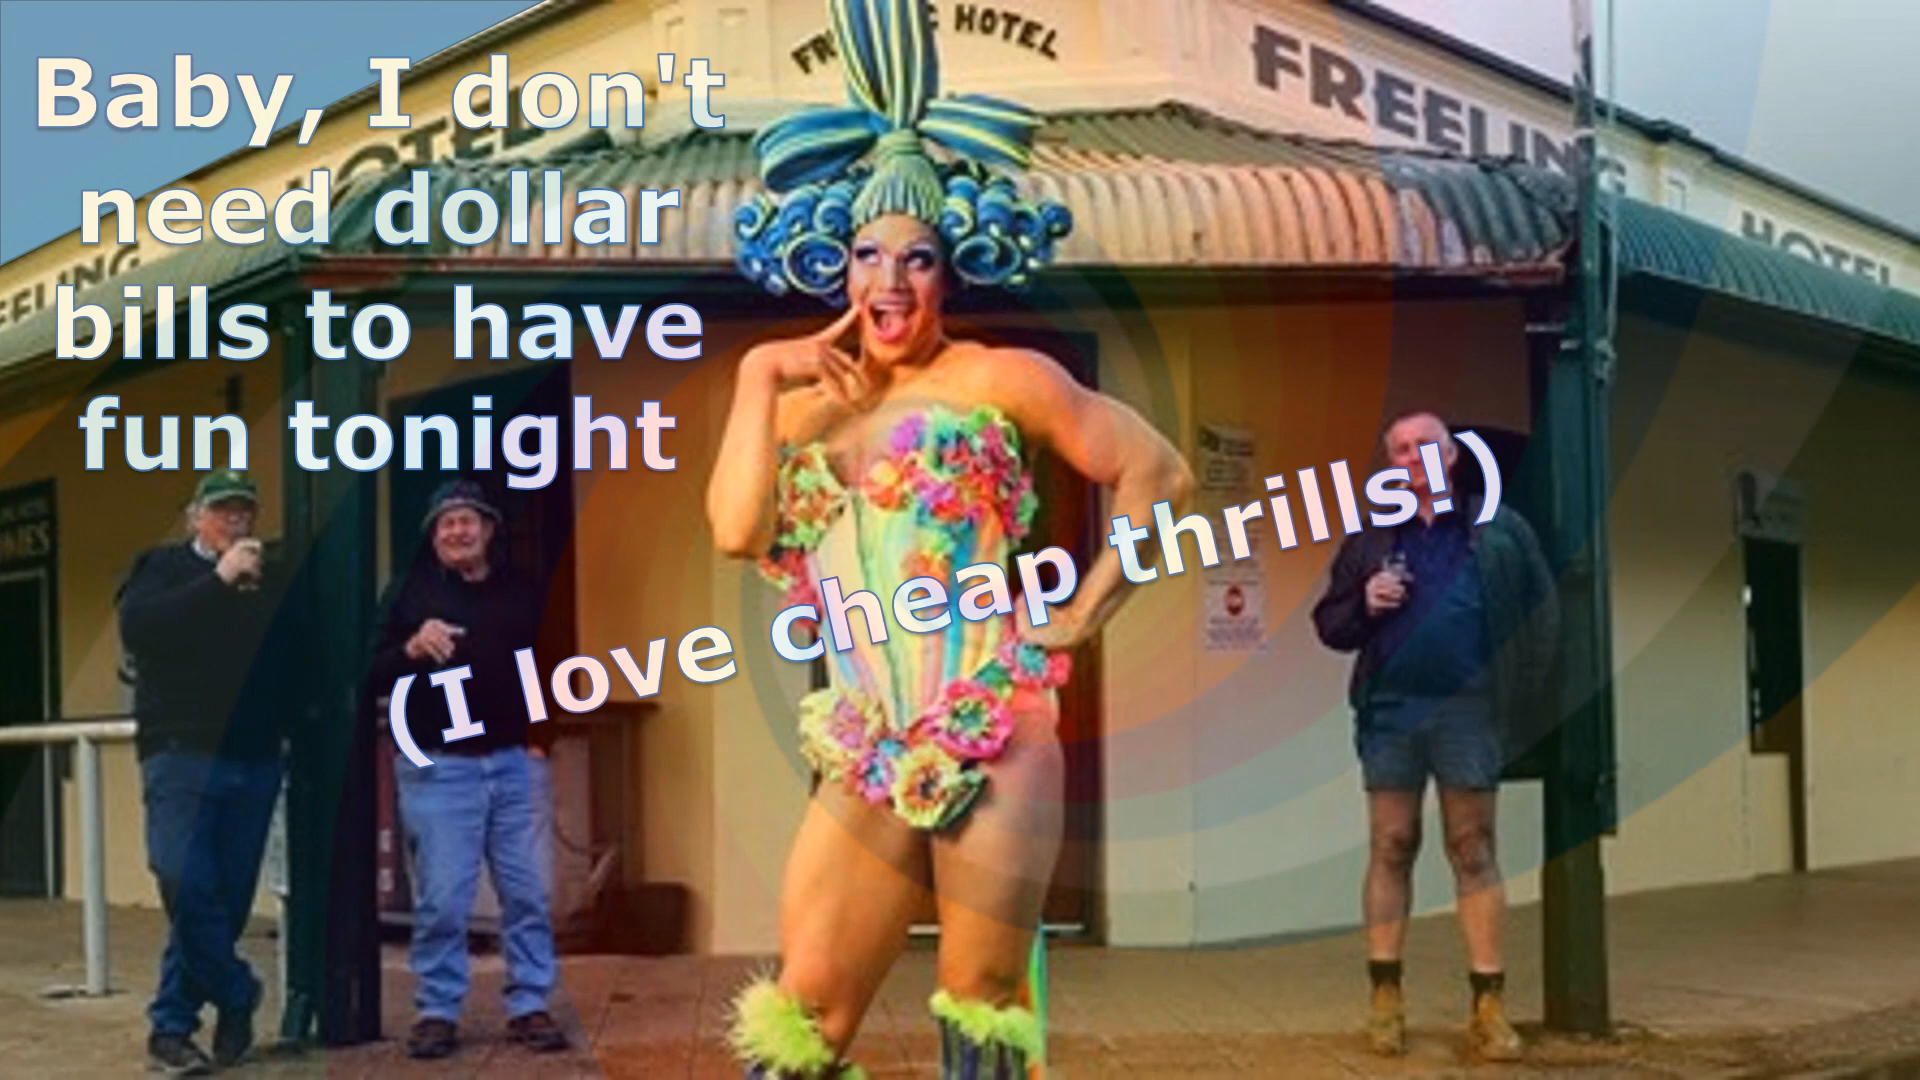 Baby, I don't
need dollar
bills to have
fun tonight
(I love cheap thrills!)
HOTEL
FREELING
HOTEL